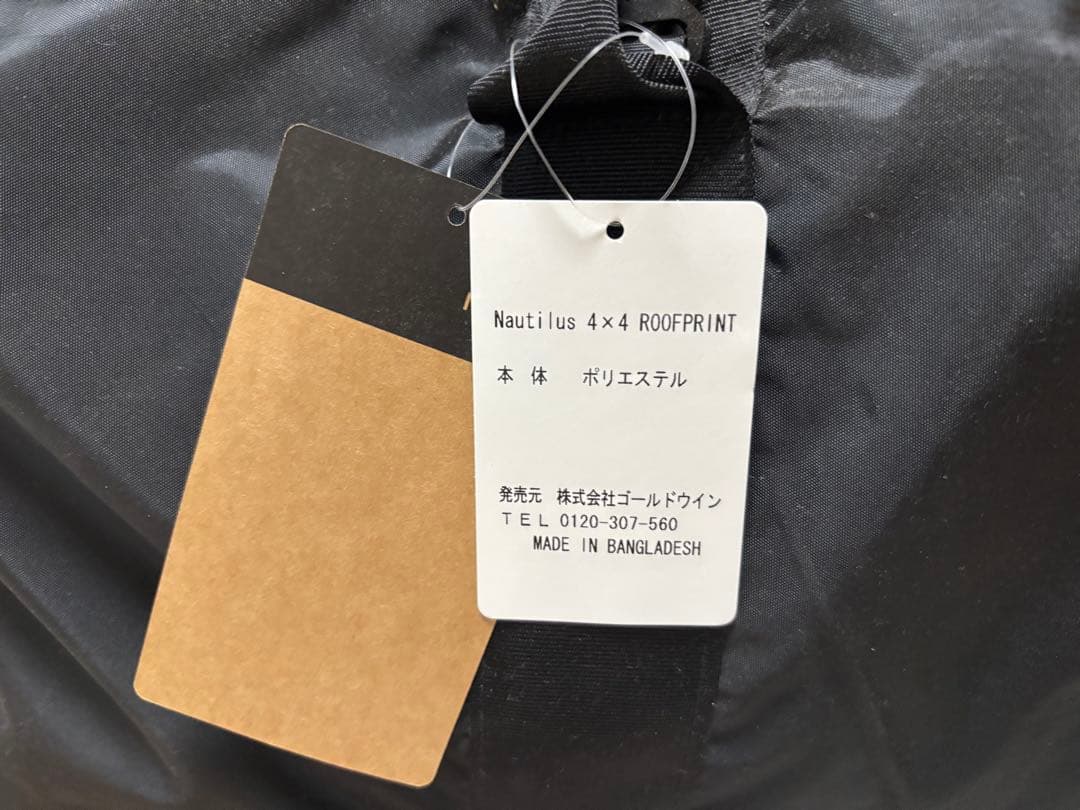 Nautilus 4×4 ROOFPRINT
本 体 ポリエステル
発売元 株式会社ゴールドウイン
TEL 0120-307-560
MADE IN BANGLADESH